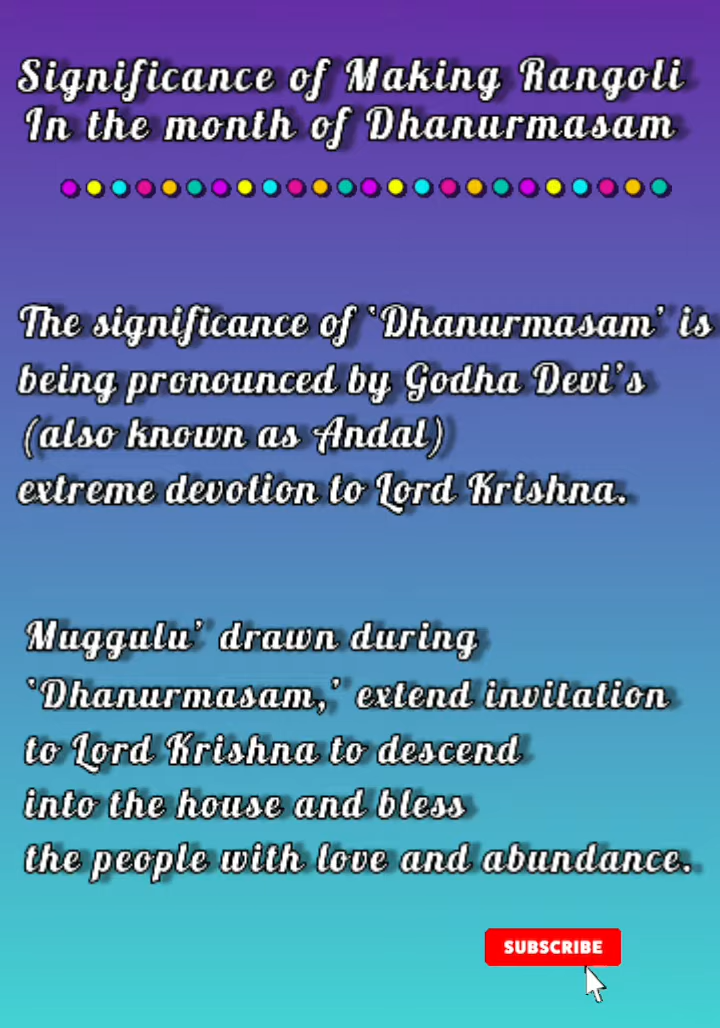 Significance of Making Rangoli
In the month of Dhanurmasam
The significance of `Dhanurmasam' is
being pronounced by Godha Devi's
(also known as Andal)
extreme devotion to Lord Krishna.
Muggulu' drawn during
`Dhanurmasam,' extend invitation
to Lord Krishna to descend
into the house and bless
the people with love and abundance.
SUBSCRIBE